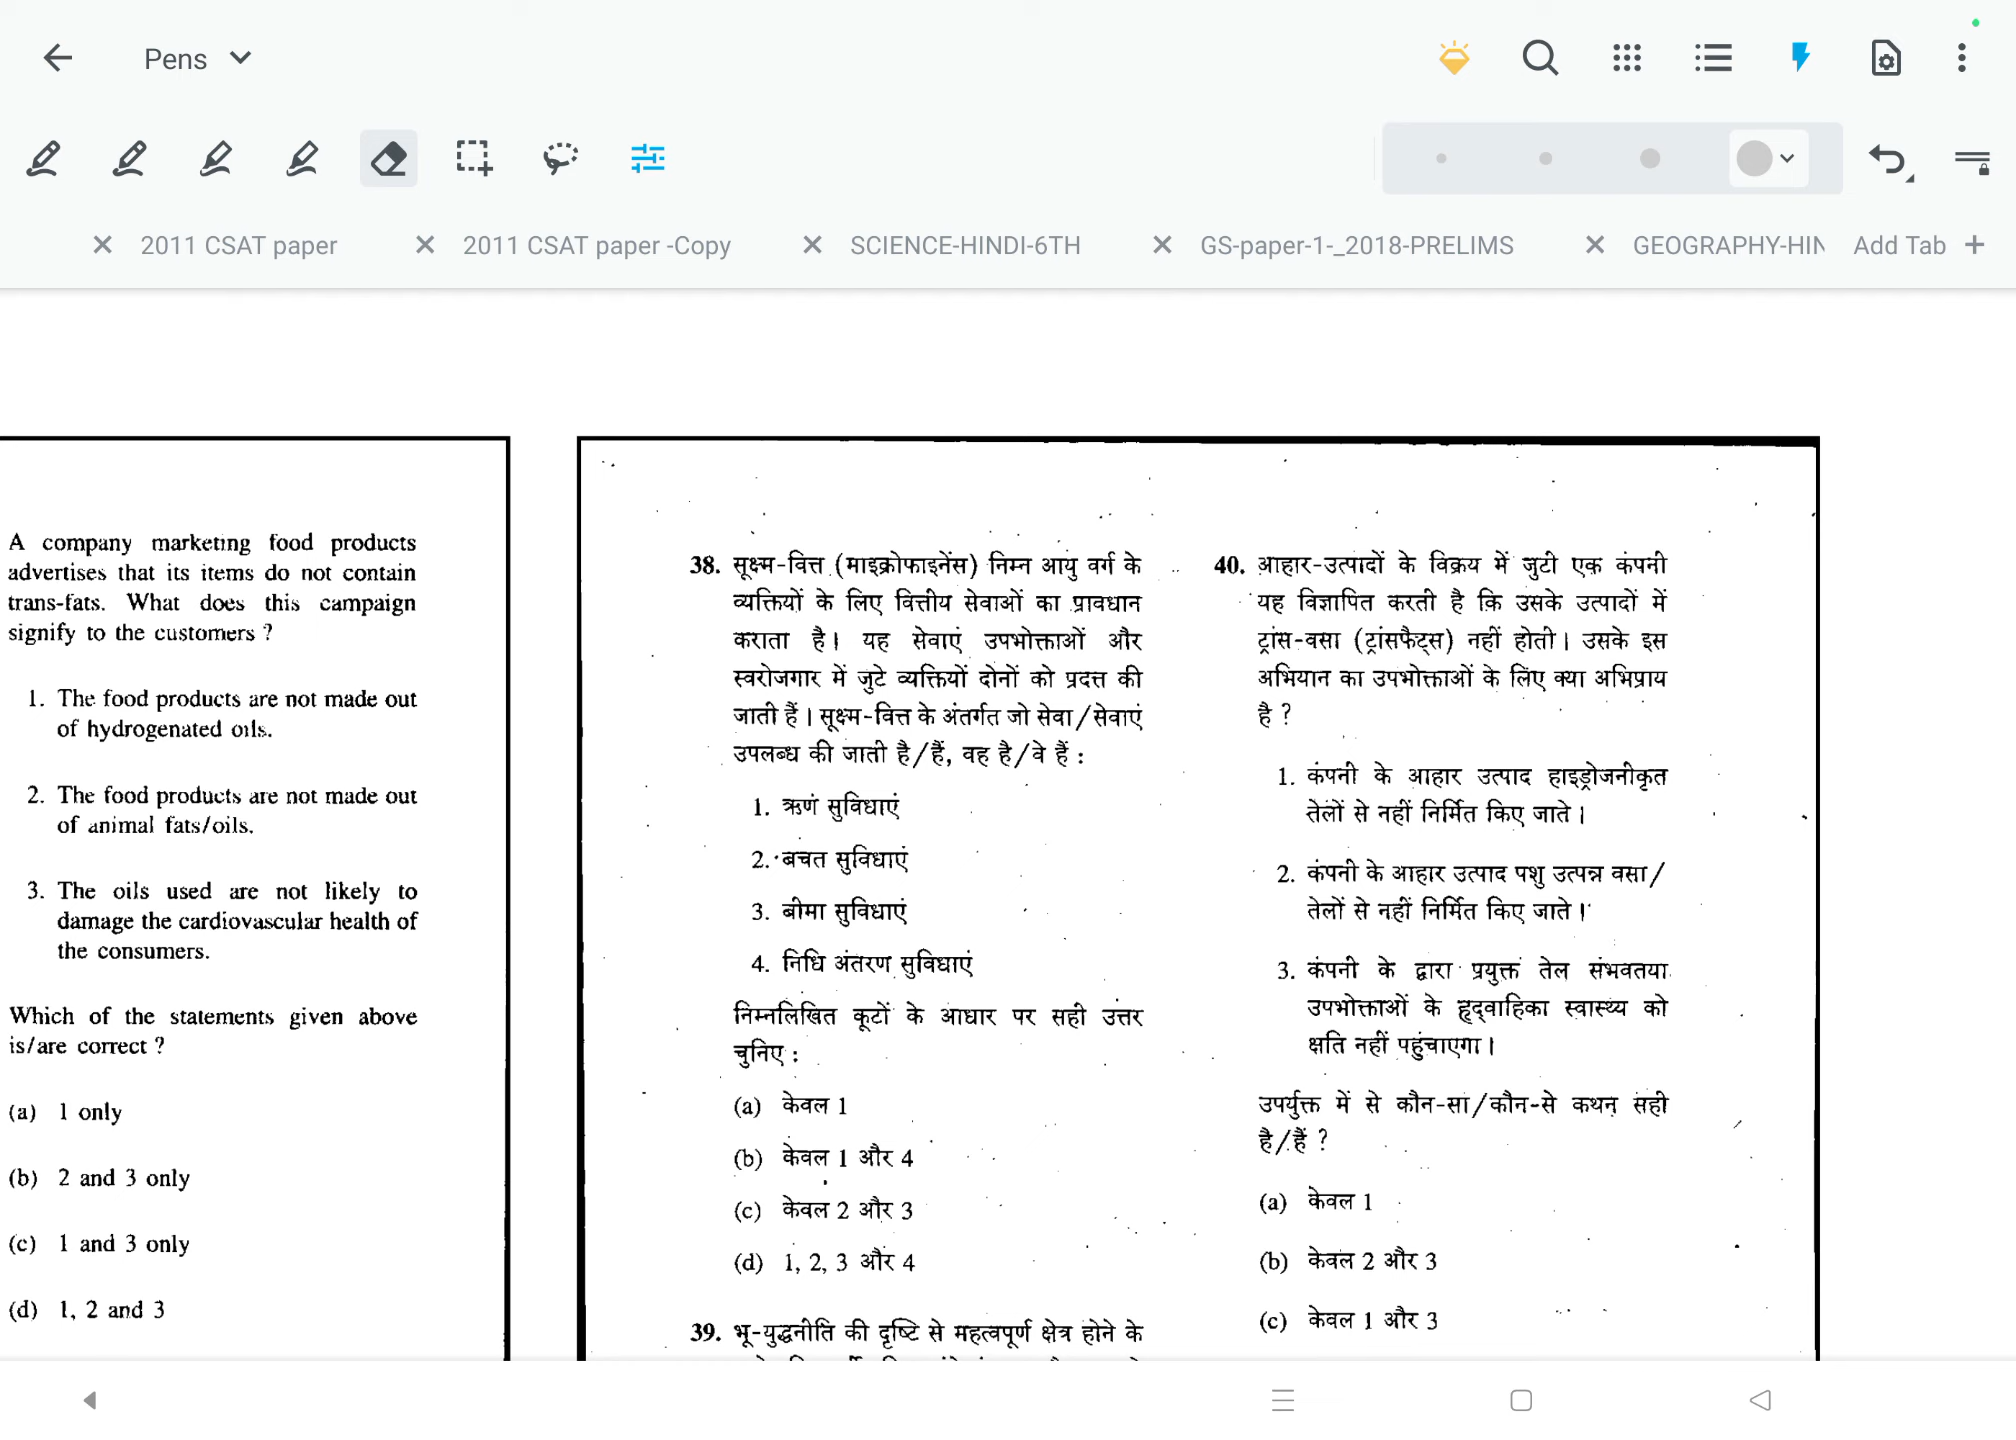 Pens
2011 CSAT paper
2011 CSAT paper -Copy
SCIENCE-HINDI-6TH
GS-paper-1-_2018-PRELIMS
GEOGRAPHY-HIN
Add Tab +
A company marketing food products
advertises that its items do not contain
trans-fats. What does this campaign
signify to the customers ?
1. The food products are not made out
of hydrogenated oils.
2. The food products are not made out
of animal fats/oils.
3. The oils used are not likely to
damage the cardiovascular health of
the consumers.
Which of the statements given above
is/are correct ?
(a) 1 only
(b) 2 and 3 only
(c) 1 and 3 only
(d) 1, 2 and 3
38. सूक्ष्म-वित्त (माइक्रोफाइनेंस) निम्न आयु वर्ग के
व्यक्तियों के लिए वित्तीय सेवाओं का प्रावधान
कराता है। यह सेवाएं उपभोक्ताओं और
स्वरोजगार में जुटे व्यक्तियों दोनों को प्रदत्त की
जाती हैं। सूक्ष्म-वित्त के अंतर्गत जो सेवा/सेवाएं
उपलब्ध की जाती है/हैं, वह है/वे हैं :
1. ऋण सुविधाएं
2. बचत सुविधाएं
3. बीमा सुविधाएं
4. निधि अंतरण सुविधाएं
निम्नलिखित कूटों के आधार पर सही उत्तर
चुनिए :
(a) केवल 1
(b) केवल 1 और 4
(c) केवल 2 और 3
(d) 1, 2, 3 और 4
39. भू-युद्धनीति की दृष्टि से महत्वपूर्ण क्षेत्र होने के
40. आहार-उत्पादों के विक्रय में जुटी एक कंपनी
यह विज्ञापित करती है कि उसके उत्पादों में
ट्रांस-वसा (ट्रांसफैट्स) नहीं होती। उसके इस
अभियान का उपभोक्ताओं के लिए क्या अभिप्राय
है ?
1. कंपनी के आहार उत्पाद हाइड्रोजनीकृत
तेलों से नहीं निर्मित किए जाते।
2. कंपनी के आहार उत्पाद पशु उत्पन्न वसा/
तेलों से नहीं निर्मित किए जाते।
3. कंपनी के द्वारा प्रयुक्त तेल संभवतया
उपभोक्ताओं के हृद्वाहिका स्वास्थ्य को
क्षति नहीं पहुंचाएगा।
उपर्युक्त में से कौन-सा/कौन-से कथन सही
है/हैं ?
(a) केवल 1
(b) केवल 2 और 3
(c) केवल 1 और 3